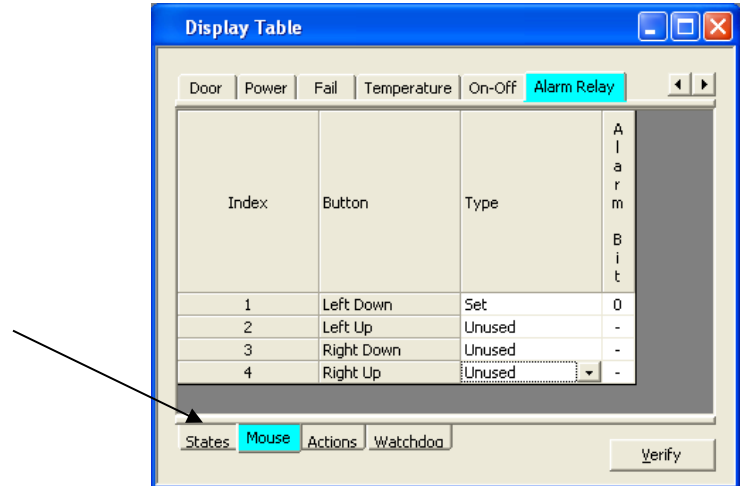 Display Table
Door Power Fail Temperature On-Off Alarm Relay
Index Button Type Alarm Bit
1 Left Down Set 0
2 Left Up Unused -
3 Right Down Unused -
4 Right Up Unused -
States Mouse Actions Watchdog
Verify